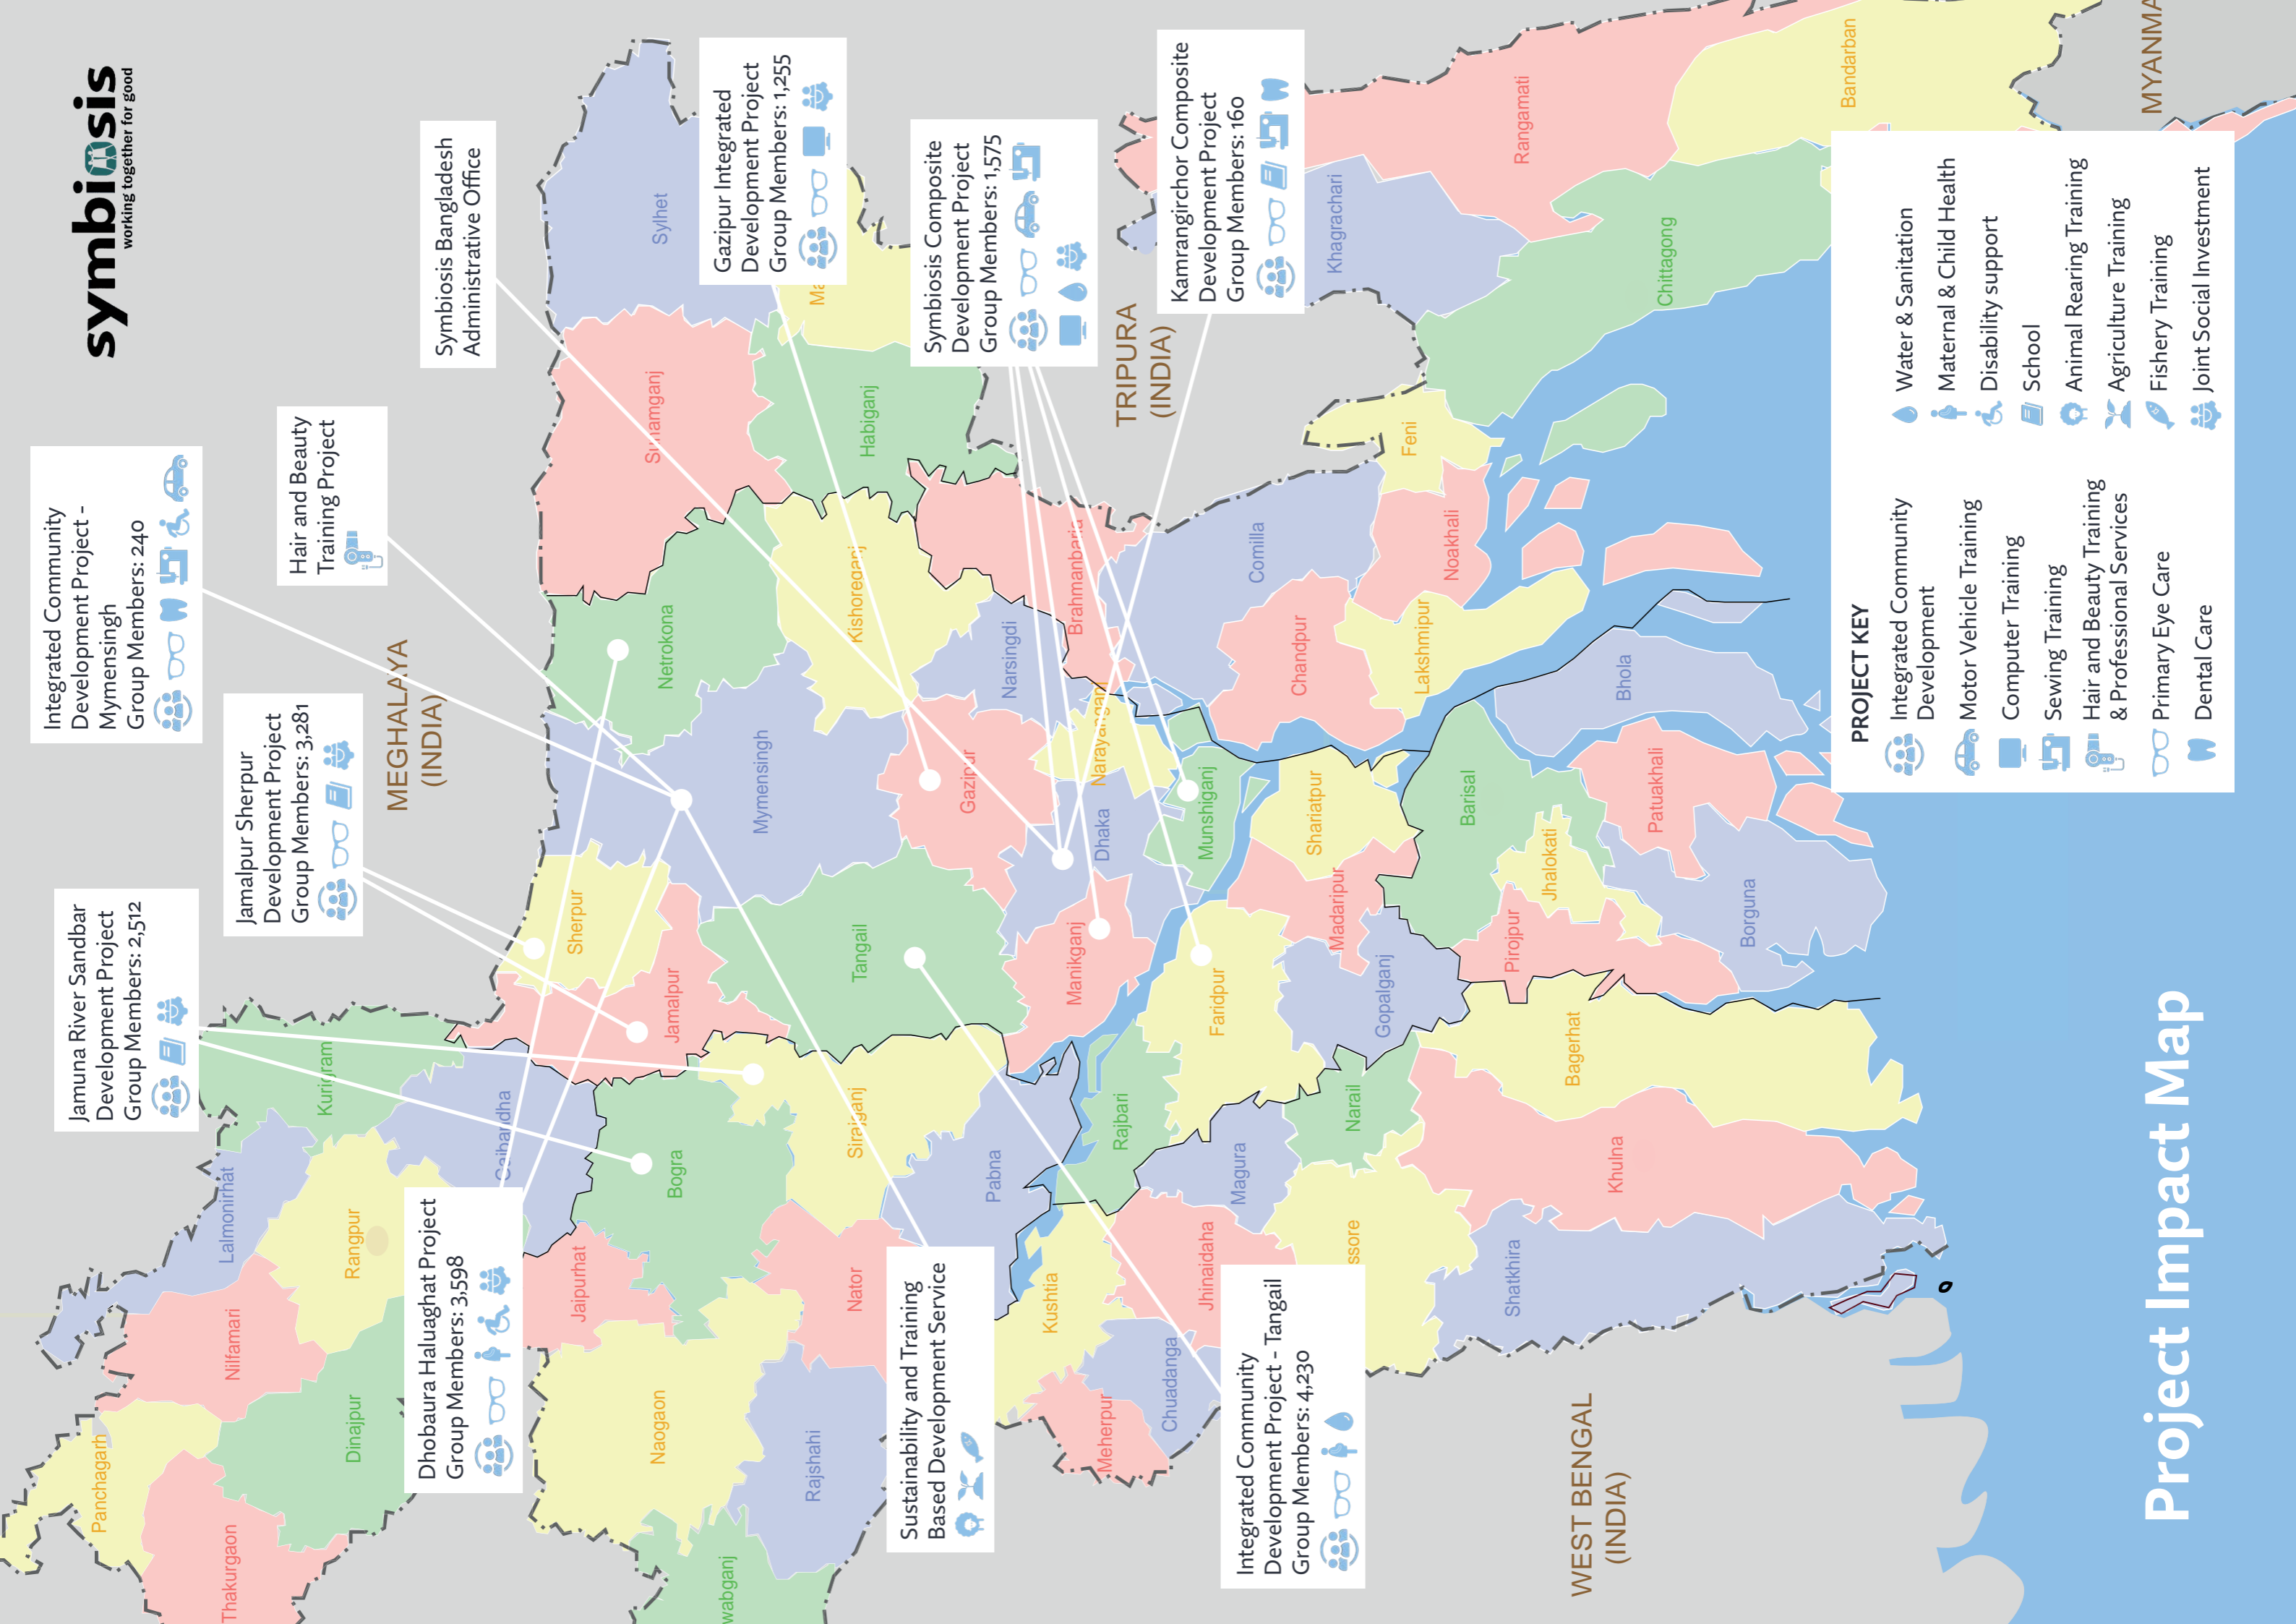 symbiosis
working together for good
Integrated Community
Development Project -
Mymensingh
Group Members: 240
Hair and Beauty
Training Project
Symbiosis Bangladesh
Administrative Office
Gazipur Integrated
Development Project
Group Members: 1,255
Symbiosis Composite
Development Project
Group Members: 1,575
Kamrangirchor Composite
Development Project
Group Members: 160
Jamalpur Sherpur
Development Project
Group Members: 3,281
Jamuna River Sandbar
Development Project
Group Members: 2,512
Dhobaura Haluaghat Project
Group Members: 3,598
Sustainability and Training
Based Development Service
Integrated Community
Development Project - Tangail
Group Members: 4,230
MEGHALAYA
(INDIA)
TRIPURA
(INDIA)
WEST BENGAL
(INDIA)
MYANMA
Panchagarh
Thakurgaon
Nilfamari
Lalmonirhat
Dinajpur
Rangpur
Kurigram
Gaibandha
Jaipurhat
Naogaon
wabganj
Rajshahi
Nator
Bogra
Sirajganj
Pabna
Sherpur
Jamalpur
Mymensingh
Netrokona
Sunamganj
Sylhet
Ma
Habiganj
Kishoreganj
Tangail
Gazipur
Narsingdi
Brahmanbaria
Manikganj
Dhaka
Narayanganj
Munshiganj
Comilla
Kushtia
Meherpur
Chuadanga
Jhinaidaha
Rajbari
Faridpur
Magura
Narail
ssore
Gopalganj
Madaripur
Shariatpur
Chandpur
Lakshmipur
Noakhali
Feni
Khagrachari
Rangamati
Chittagong
Bandarban
Shatkhira
Khulna
Bagerhat
Pirojpur
Jhalokati
Barisal
Bhola
Patuakhali
Borguna
PROJECT KEY
Integrated Community
Development
Motor Vehicle Training
Computer Training
Sewing Training
Hair and Beauty Training
& Professional Services
Primary Eye Care
Dental Care
Water & Sanitation
Maternal & Child Health
Disability support
School
Animal Rearing Training
Agriculture Training
Fishery Training
Joint Social Investment
Project Impact Map